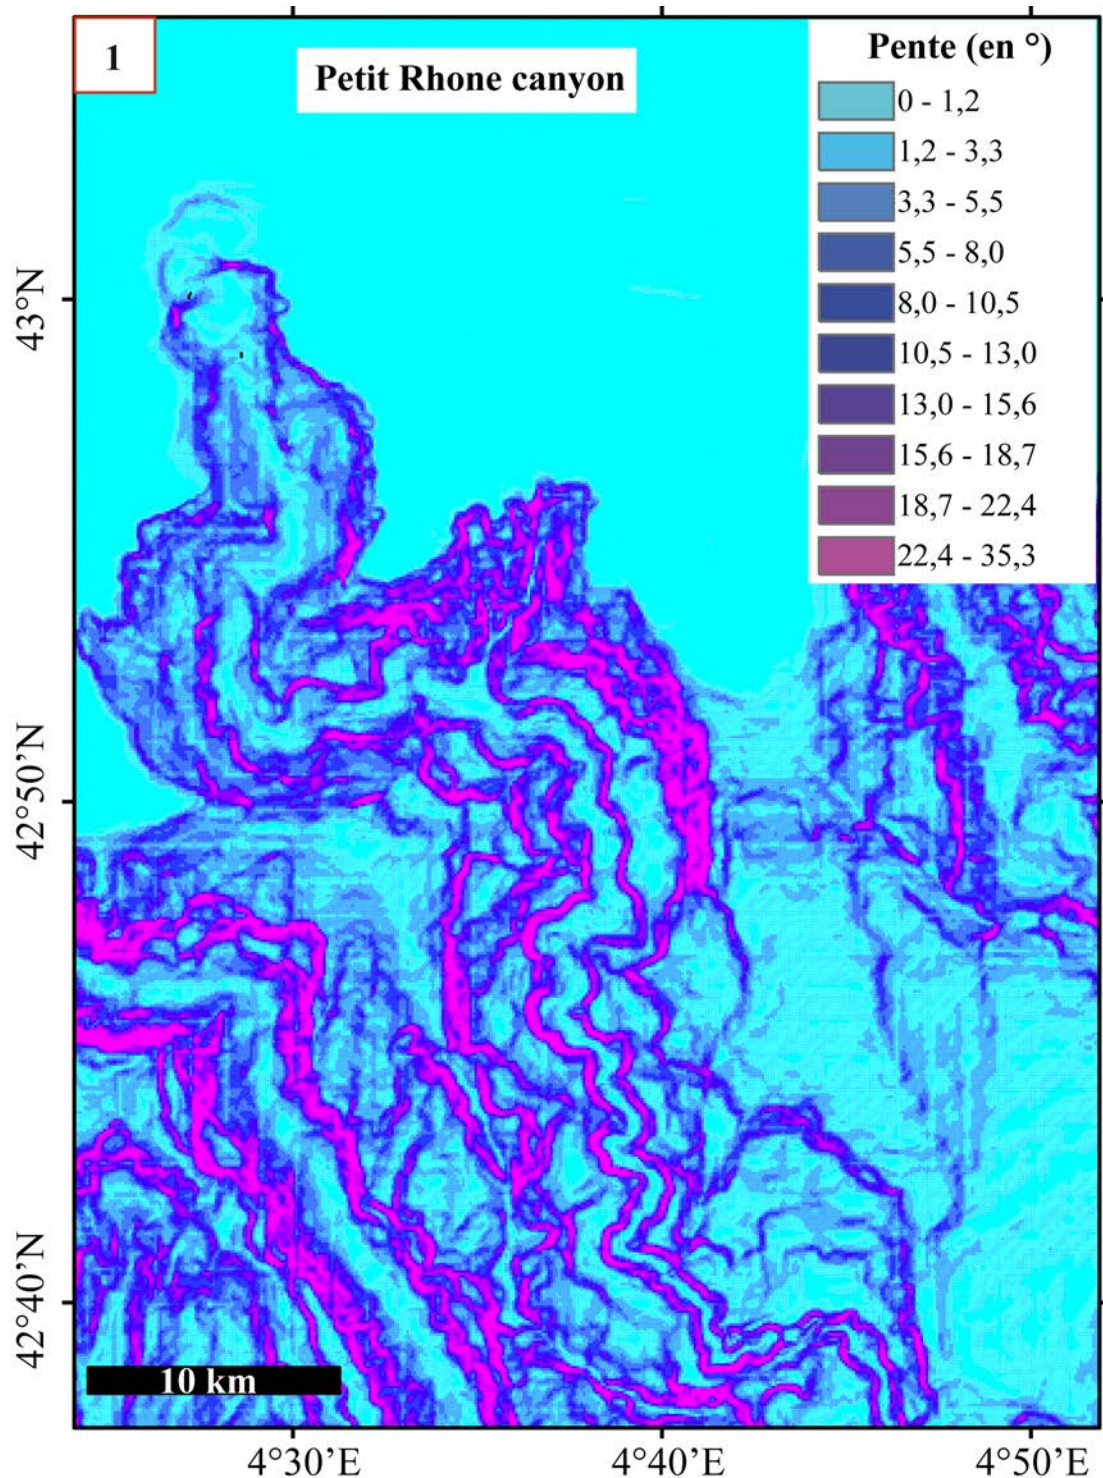 1
Petit Rhone canyon
Pente (en °)
0 - 1,2
1,2 - 3,3
3,3 - 5,5
5,5 - 8,0
8,0 - 10,5
10,5 - 13,0
13,0 - 15,6
15,6 - 18,7
18,7 - 22,4
22,4 - 35,3
43°N
42°50’N
42°40’N
10 km
4°30’E
4°40’E
4°50’E